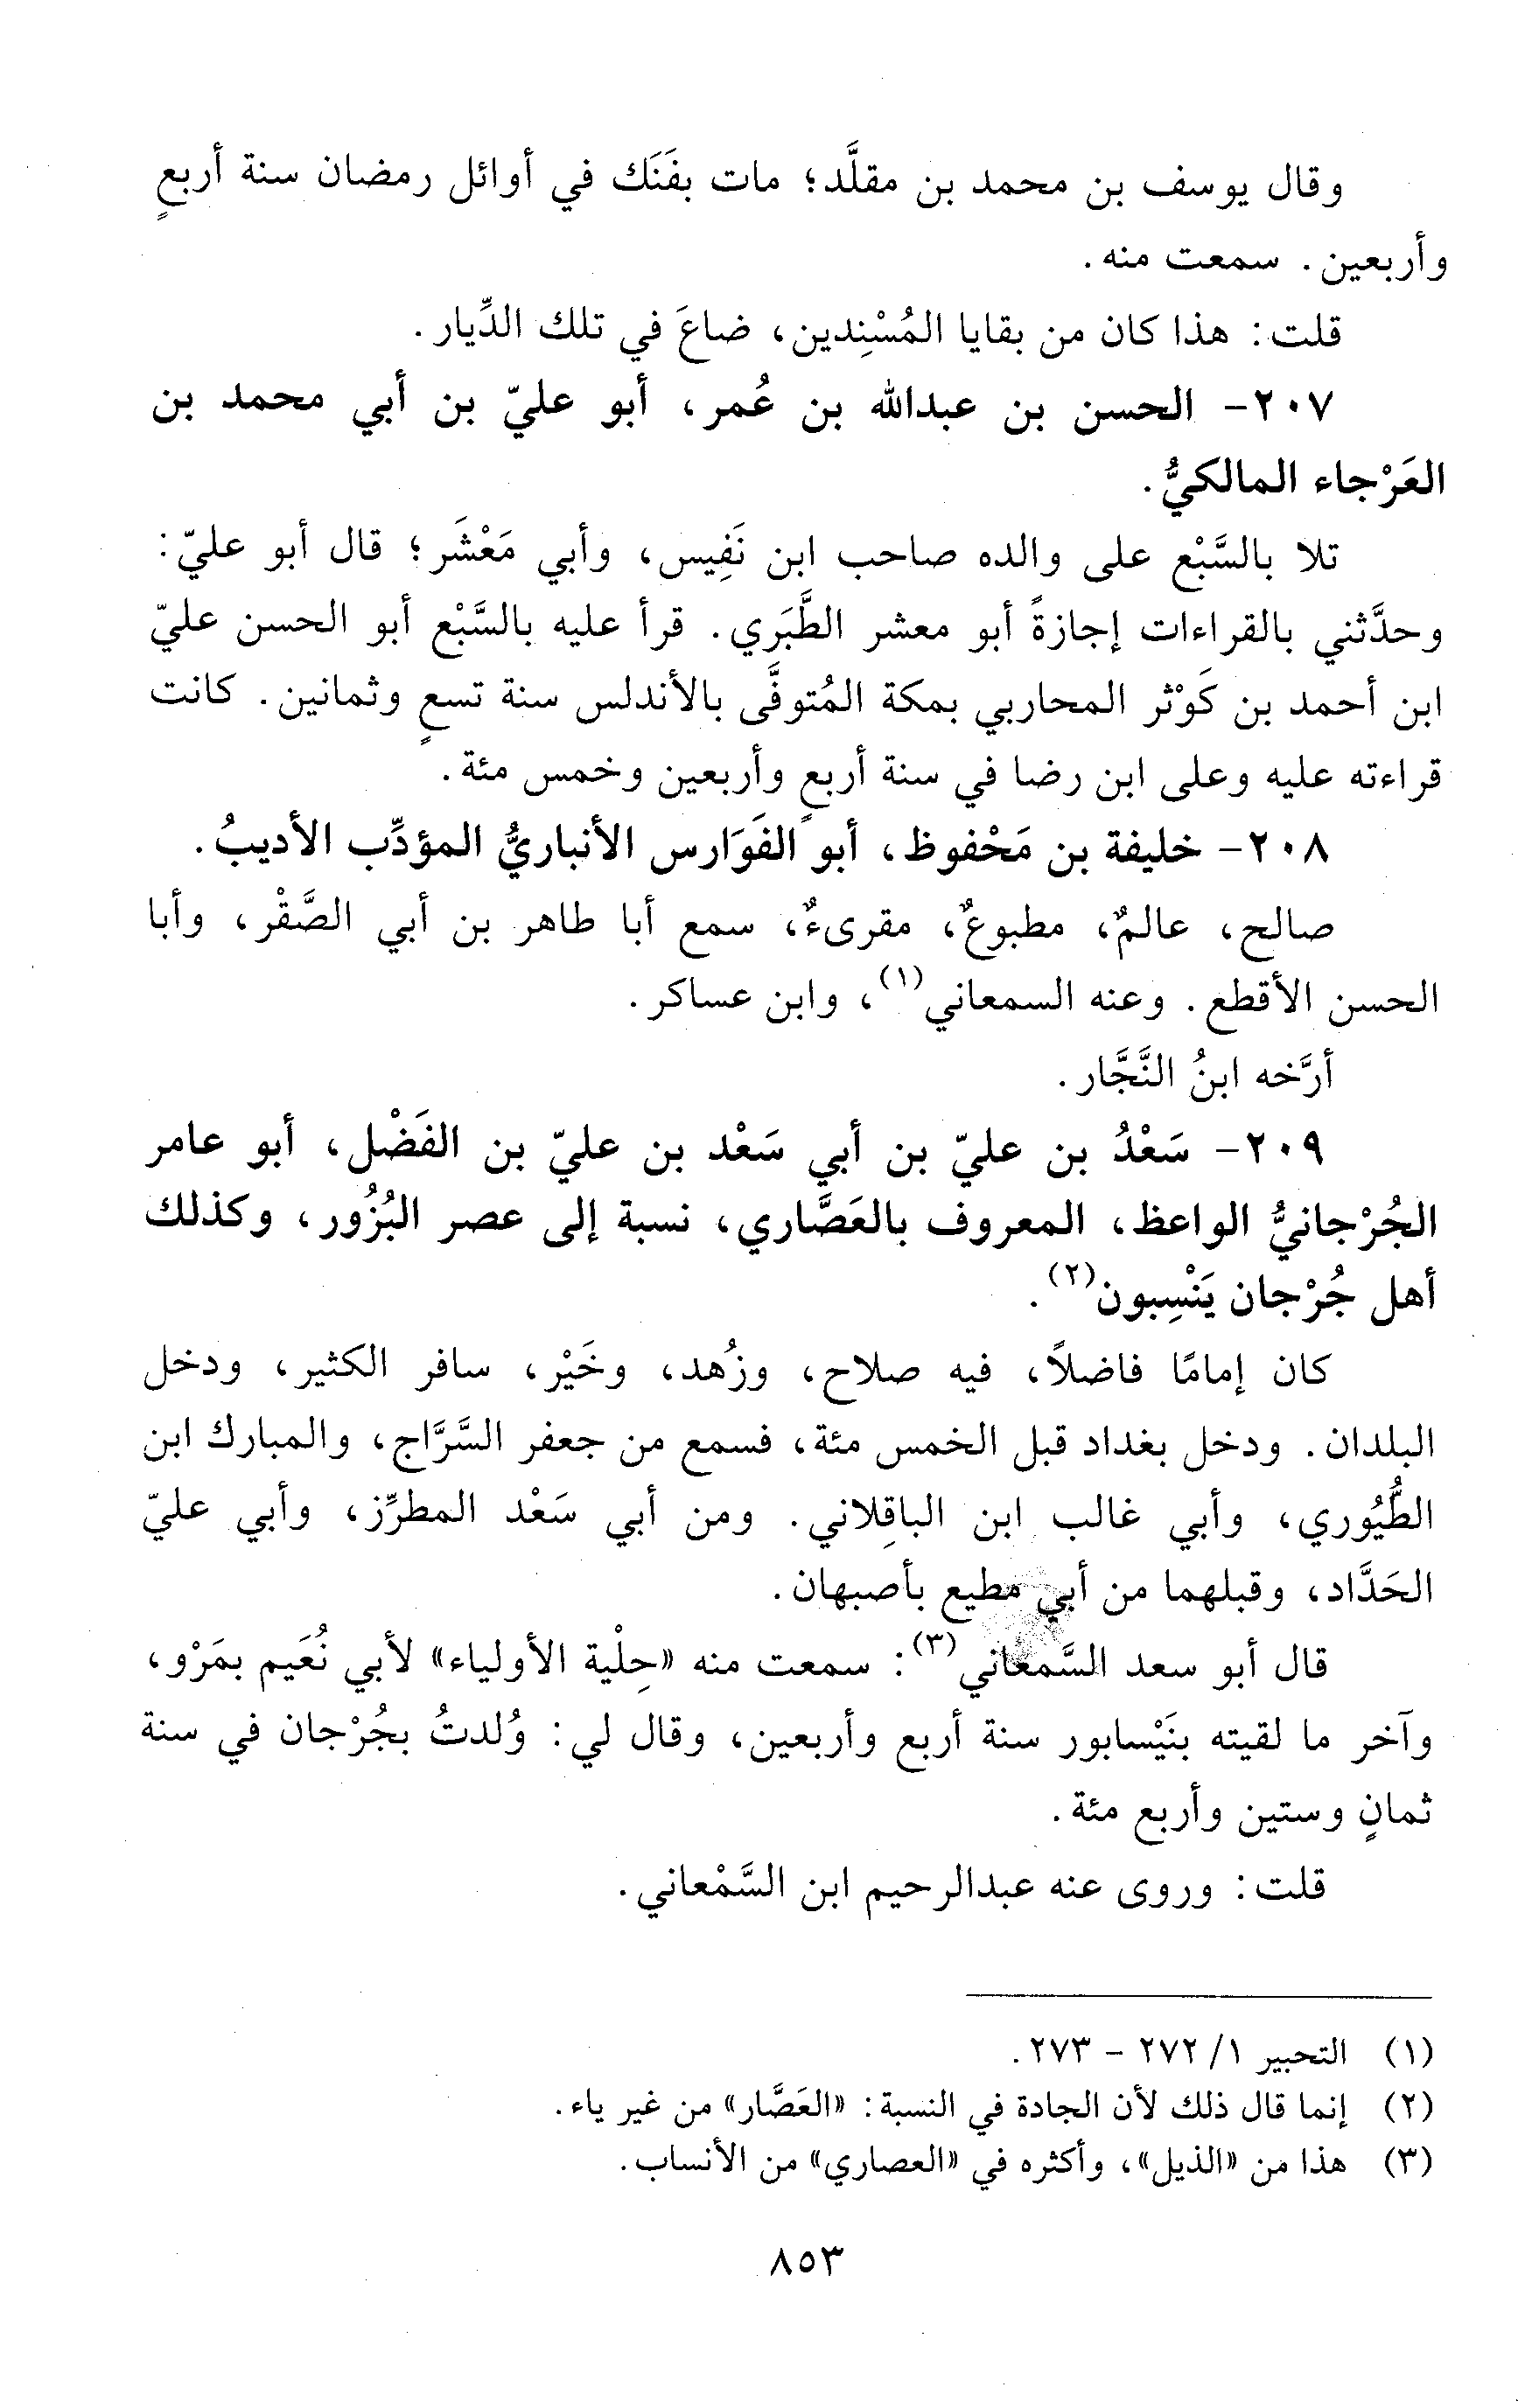 وقال يوسف بن محمد بن مقلَّد؛ مات بفَنَك في أوائل رمضان سنة أربعٍ
وأربعين. سمعت منه.
قلت: هذا كان من بقايا المُسْنِدين، ضاعَ في تلك الدِّيار.
٢٠٧- الحسن بن عبدالله بن عُمر، أبو عليّ بن أبي محمد بن
العَرْجاء المالكيُّ.
تلا بالسَّبْع على والده صاحب ابن نَفِيس، وأبي مَعْشَر؛ قال أبو عليّ:
وحدَّثني بالقراءات إجازةً أبو معشر الطَّبَري. قرأ عليه بالسَّبْع أبو الحسن عليّ
ابن أحمد بن كَوْثر المحاربي بمكة المُتوفَّى بالأندلس سنة تسعٍ وثمانين. كانت
قراءته عليه وعلى ابن رضا في سنة أربعٍ وأربعين وخمس مئة.
٢٠٨- خليفة بن مَحْفوظ، أبو الفَوَارس الأنباريُّ المؤدِّب الأديبُ.
صالح، عالمٌ، مطبوعٌ، مقرىءٌ، سمع أبا طاهر بن أبي الصَّقْر، وأبا
الحسن الأقطع. وعنه السمعاني(١)، وابن عساكر.
أرَّخه ابنُ النَّجَّار.
٢٠٩- سَعْدُ بن عليّ بن أبي سَعْد بن عليّ بن الفَضْل، أبو عامر
الجُرْجانيُّ الواعظ، المعروف بالعَصَّاري، نسبة إلى عصر البُزُور، وكذلك
أهل جُرْجان يَنْسِبون(٢).
كان إمامًا فاضلاً، فيه صلاح، وزُهد، وخَيْر، سافر الكثير، ودخل
البلدان. ودخل بغداد قبل الخمس مئة، فسمع من جعفر السَّرَّاج، والمبارك ابن
الطُّيُوري، وأبي غالب ابن الباقِلاني. ومن أبي سَعْد المطرِّز، وأبي عليّ
الحَدَّاد، وقبلهما من أبي مطيع بأصبهان.
قال أبو سعد السَّمعاني(٣): سمعت منه «حِلْية الأولياء» لأبي نُعَيم بمَرْو،
وآخر ما لقيته بنَيْسابور سنة أربع وأربعين، وقال لي: وُلدتُ بجُرْجان في سنة
ثمانٍ وستين وأربع مئة.
قلت: وروى عنه عبدالرحيم ابن السَّمْعاني.
(١) التحبير ١/ ٢٧٢ - ٢٧٣.
(٢) إنما قال ذلك لأن الجادة في النسبة: «العَصَّار» من غير ياء.
(٣) هذا من «الذيل»، وأكثره في «العصاري» من الأنساب.
٨٥٣